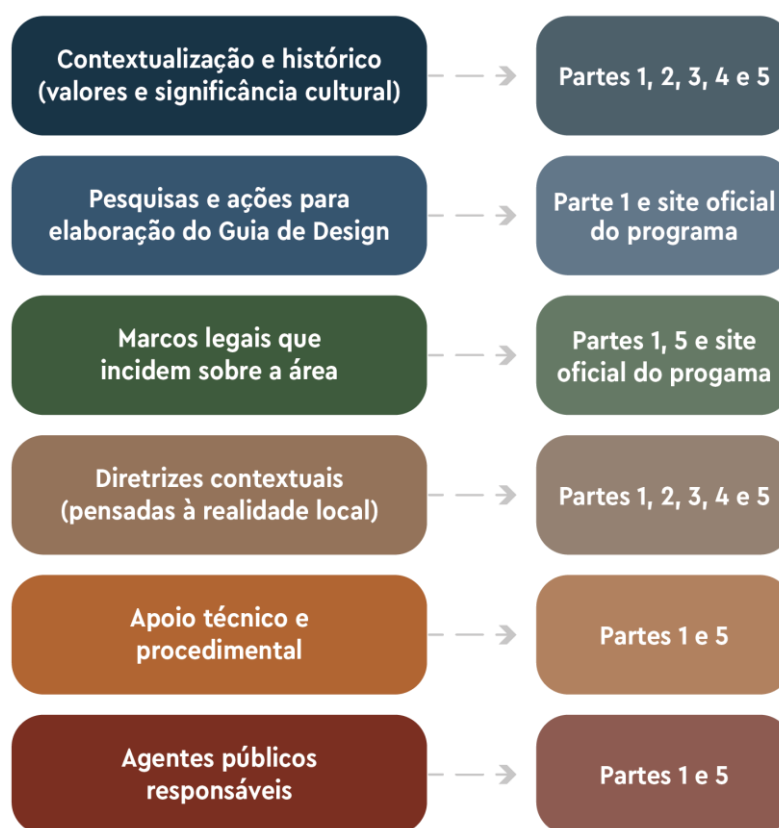 Contextualização e histórico
(valores e significância cultural)
Partes 1, 2, 3, 4 e 5
Pesquisas e ações para
elaboração do Guia de Design
Parte 1 e site oficial
do programa
Marcos legais que
incidem sobre a área
Partes 1, 5 e site
oficial do progama
Diretrizes contextuais
(pensadas à realidade local)
Partes 1, 2, 3, 4 e 5
Apoio técnico e
procedimental
Partes 1 e 5
Agentes públicos
responsáveis
Partes 1 e 5